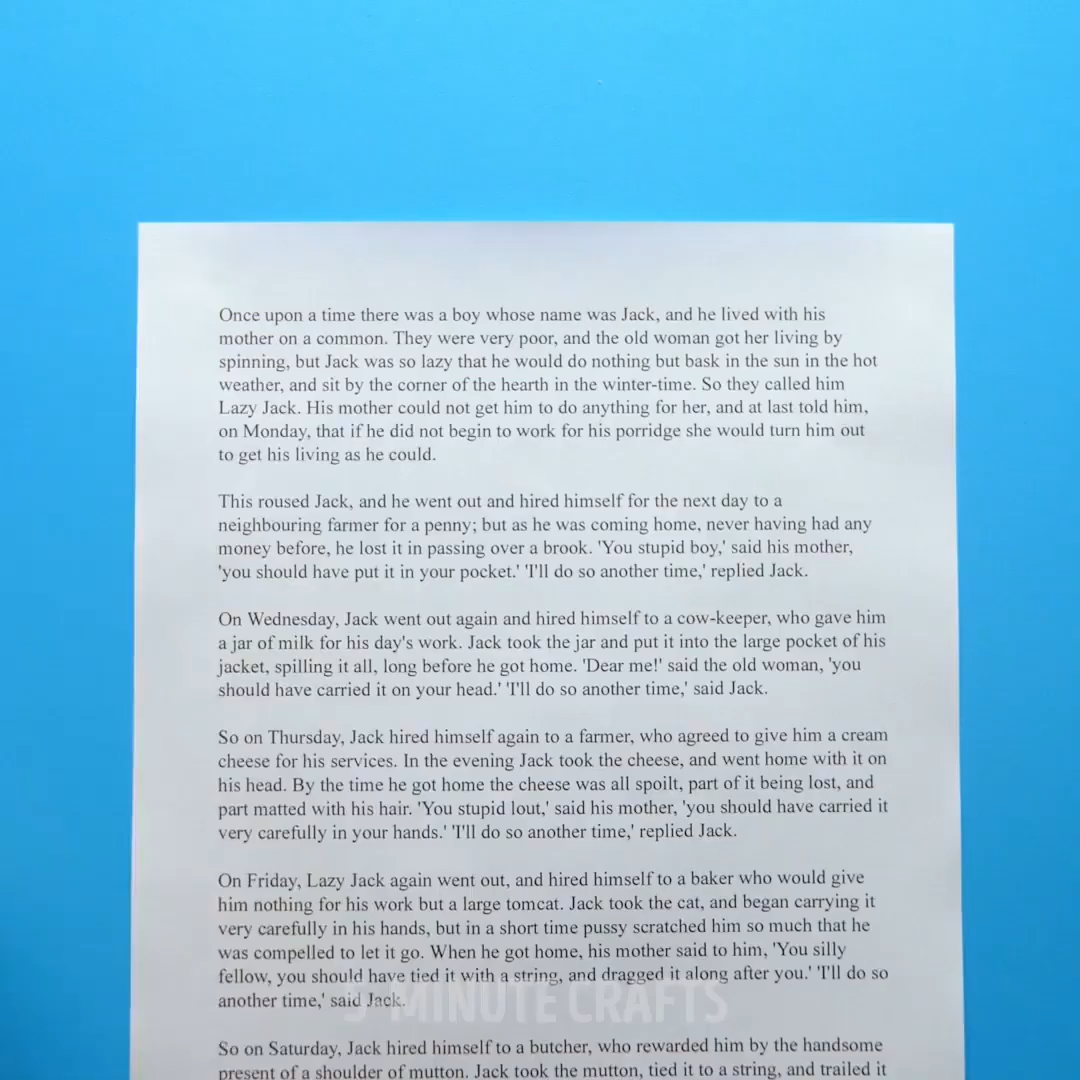 Once upon a time there was a boy whose name was Jack, and he lived with his
mother on a common. They were very poor, and the old woman got her living by
spinning, but Jack was so lazy that he would do nothing but bask in the sun in the hot
weather, and sit by the corner of the hearth in the winter-time. So they called him
Lazy Jack. His mother could not get him to do anything for her, and at last told him,
on Monday, that if he did not begin to work for his porridge she would turn him out
to get his living as he could.
This roused Jack, and he went out and hired himself for the next day to a
neighbouring farmer for a penny; but as he was coming home, never having had any
money before, he lost it in passing over a brook. 'You stupid boy,' said his mother,
'you should have put it in your pocket.' 'I'll do so another time,' replied Jack.
On Wednesday, Jack went out again and hired himself to a cow-keeper, who gave him
a jar of milk for his day's work. Jack took the jar and put it into the large pocket of his
jacket, spilling it all, long before he got home. 'Dear me!' said the old woman, 'you
should have carried it on your head.' 'I'll do so another time,' said Jack.
So on Thursday, Jack hired himself again to a farmer, who agreed to give him a cream
cheese for his services. In the evening Jack took the cheese, and went home with it on
his head. By the time he got home the cheese was all spoilt, part of it being lost, and
part matted with his hair. 'You stupid lout,' said his mother, 'you should have carried it
very carefully in your hands.' 'I'll do so another time,' replied Jack.
On Friday, Lazy Jack again went out, and hired himself to a baker who would give
him nothing for his work but a large tomcat. Jack took the cat, and began carrying it
very carefully in his hands, but in a short time pussy scratched him so much that he
was compelled to let it go. When he got home, his mother said to him, 'You silly
fellow, you should have tied it with a string, and dragged it along after you.' 'I'll do so
another time,' said Jack.
5-MINUTE CRAFTS
So on Saturday, Jack hired himself to a butcher, who rewarded him by the handsome
present of a shoulder of mutton. Jack took the mutton, tied it to a string, and trailed it